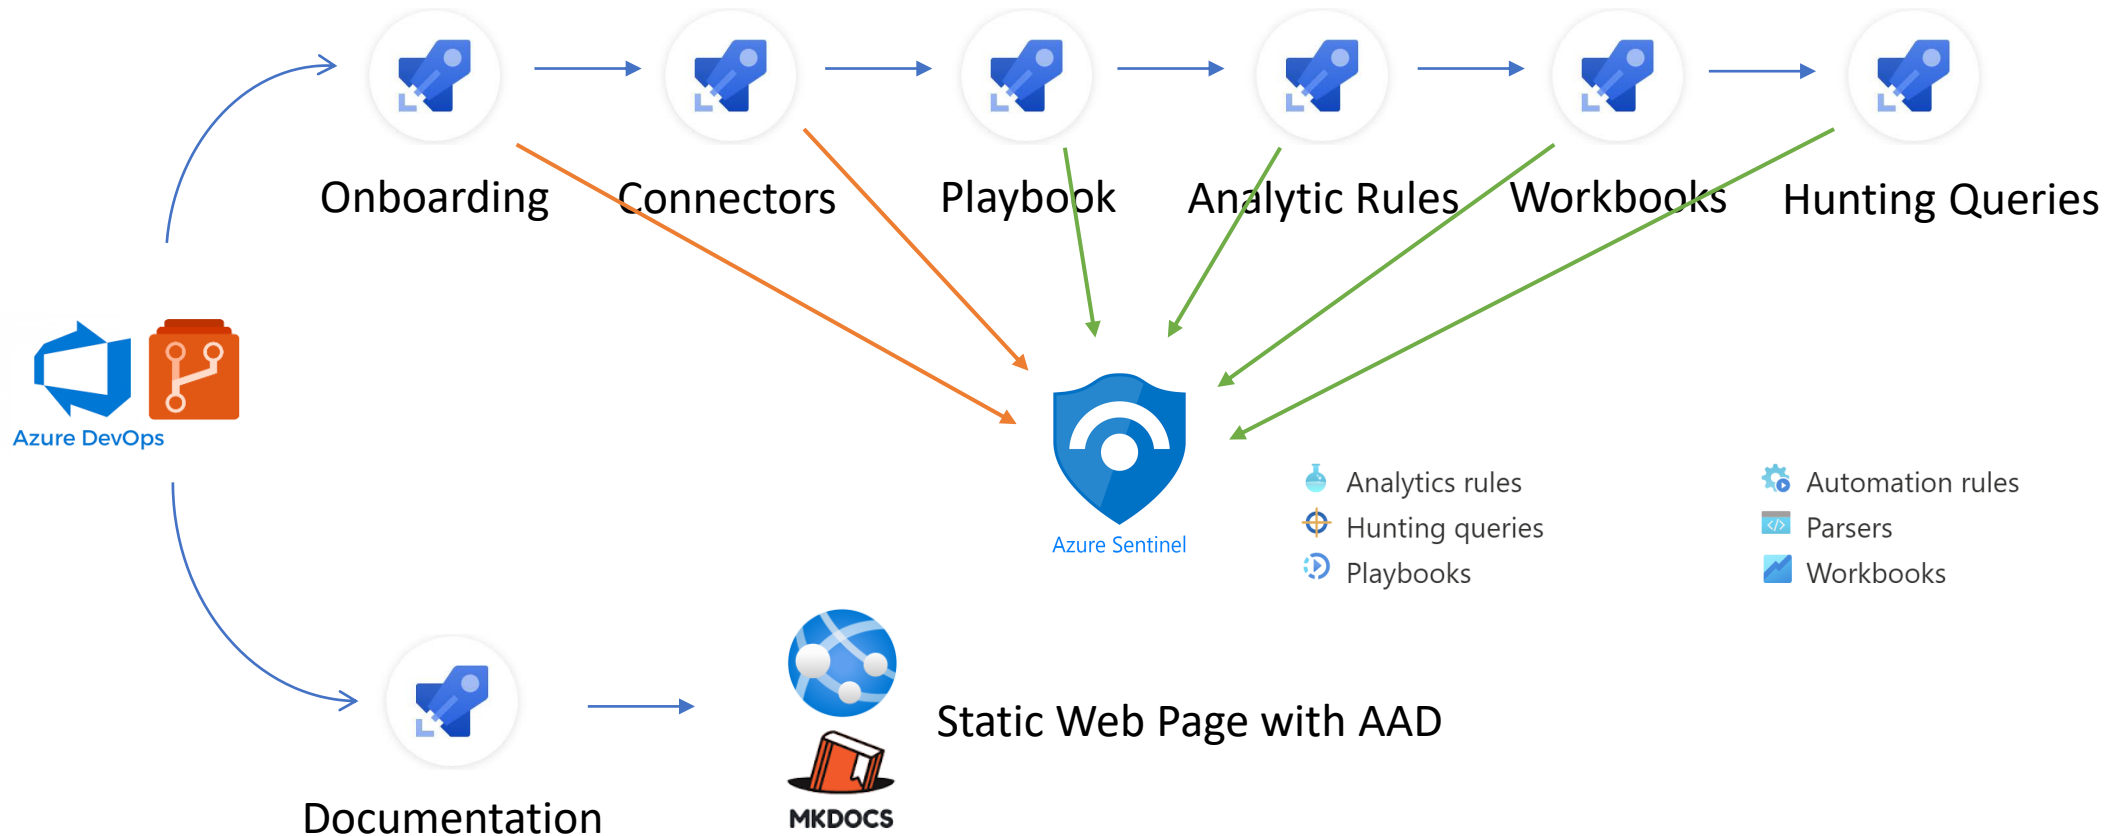 Onboarding
Connectors
Playbook
Analytic Rules
Workbooks
Hunting Queries
Azure DevOps
Azure Sentinel
Analytics rules
Hunting queries
Playbooks
Automation rules
Parsers
Workbooks
Static Web Page with AAD
MKDOCS
Documentation